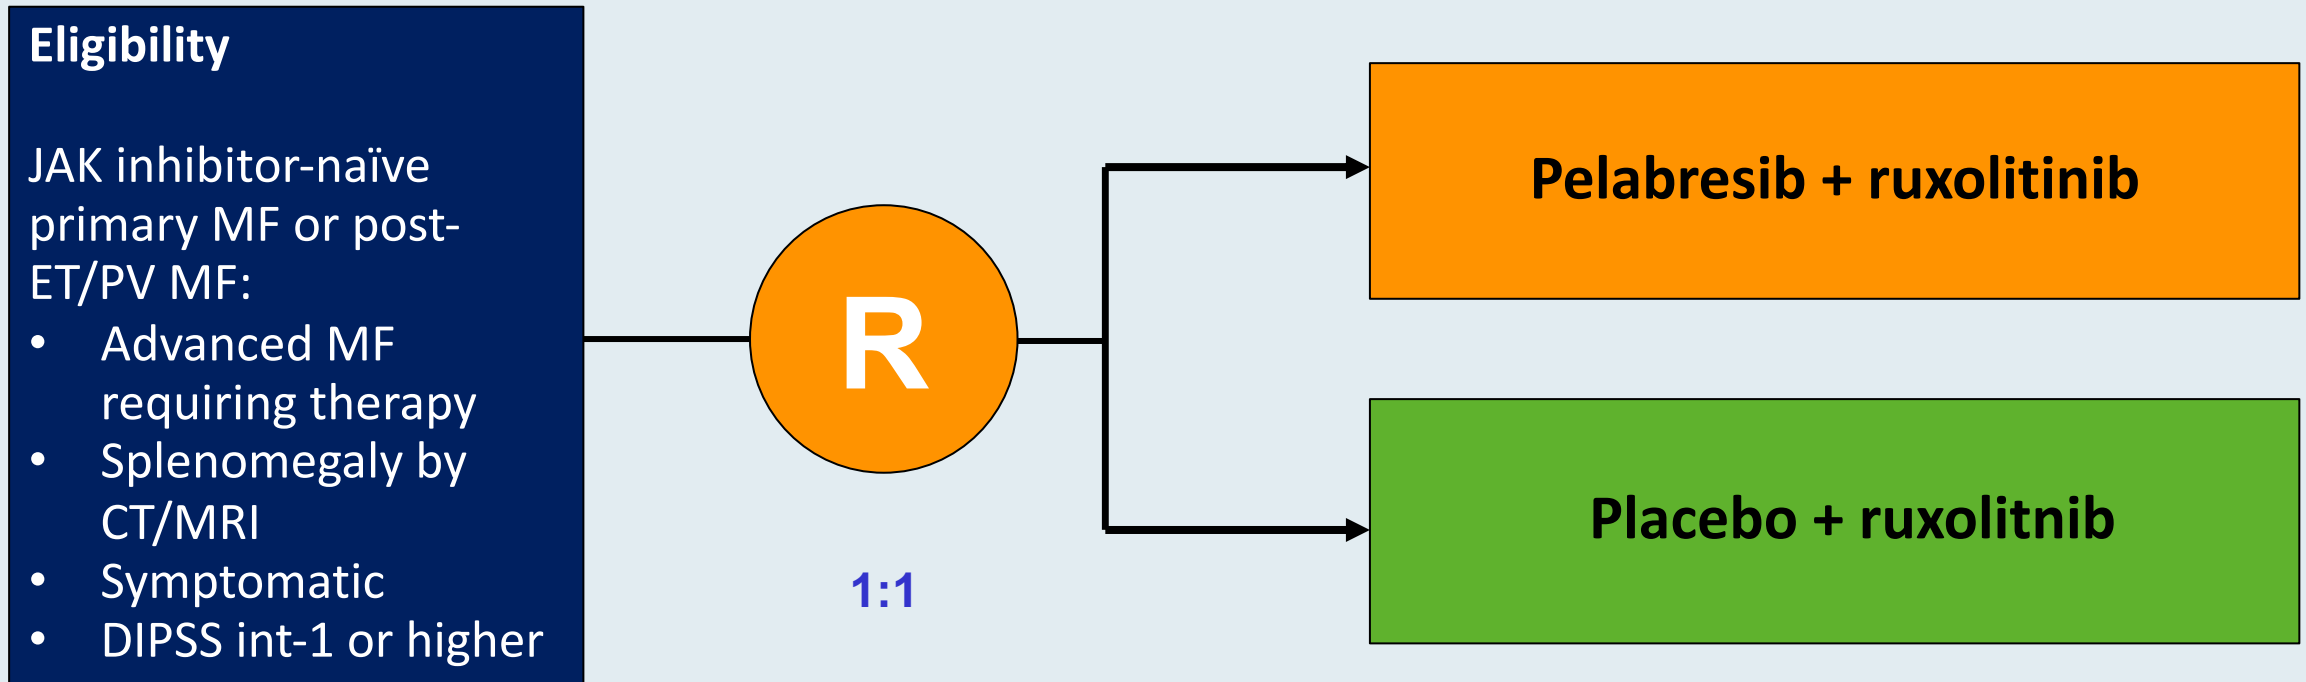 Eligibility
JAK inhibitor-naïve
primary MF or post-
ET/PV MF:
• Advanced MF
requiring therapy
• Splenomegaly by
CT/MRI
• Symptomatic
• DIPSS int-1 or higher
R
1:1
Pelabresib + ruxolitinib
Placebo + ruxolitnib